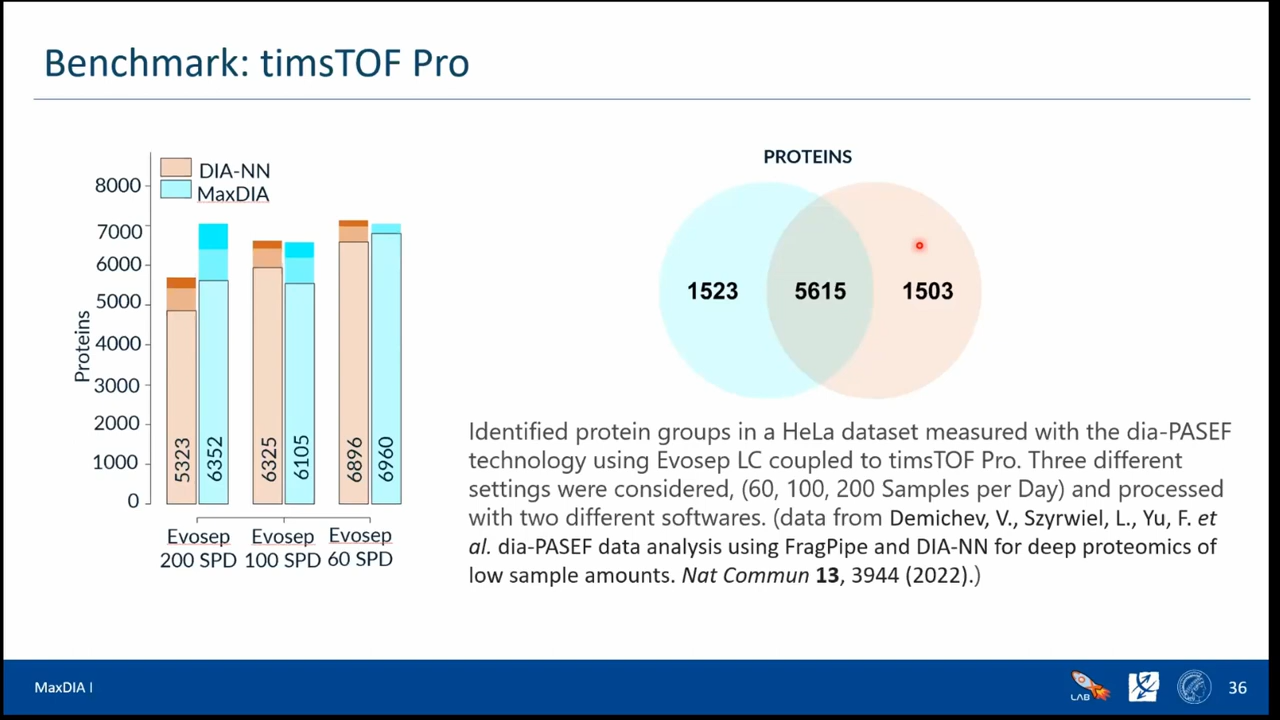 Benchmark: timsTOF Pro
DIA-NN
MaxDIA
8000
7000
6000
5000
4000
3000
2000
1000
0
Proteins
5323
6352
6325
6105
6896
6960
Evosep
200 SPD
Evosep
100 SPD
Evosep
60 SPD
PROTEINS
1523
5615
1503
Identified protein groups in a HeLa dataset measured with the dia-PASEF
technology using Evosep LC coupled to timsTOF Pro. Three different
settings were considered, (60, 100, 200 Samples per Day) and processed
with two different softwares. (data from Demichev, V., Szyrwiel, L., Yu, F. et
al. dia-PASEF data analysis using FragPipe and DIA-NN for deep proteomics of
low sample amounts. Nat Commun 13, 3944 (2022).)
MaxDIA |
LAB
36